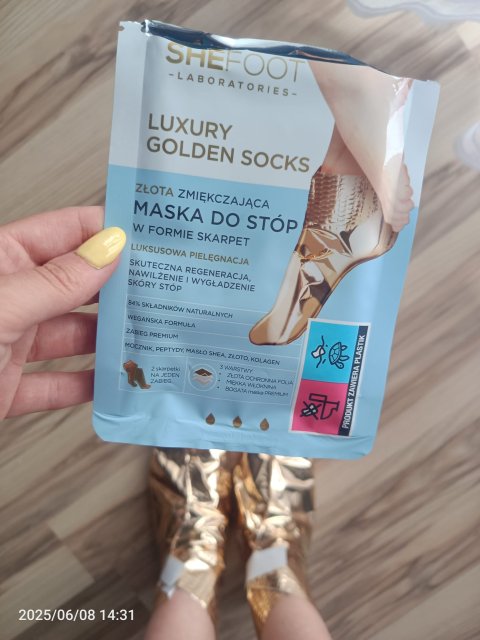 SHEFOOT
-LABORATORIES-
LUXURY
GOLDEN SOCKS
ZŁOTA ZMIĘKCZAJĄCA
MASKA DO STÓP
W FORMIE SKARPET
LUKSUSOWA PIELĘGNACJA
SKUTECZNA REGENERACJA,
NAWILŻENIE I WYGŁADZENIE
SKÓRY STÓP
84% SKŁADNIKÓW NATURALNYCH
WEGAŃSKA FORMUŁA
ZABIEG PREMIUM
MOCZNIK, PEPTYDY, MASŁO SHEA, ZŁOTO, KOLAGEN
2 skarpetki
NA JEDEN
ZABIEG
3 WARSTWY:
• ZŁOTA OCHRONNA FOLIA
• MIĘKKA WŁÓKNINA
• BOGATA maska PREMIUM
PRODUKT ZAWIERA PLASTIK
2025/06/08 14:31